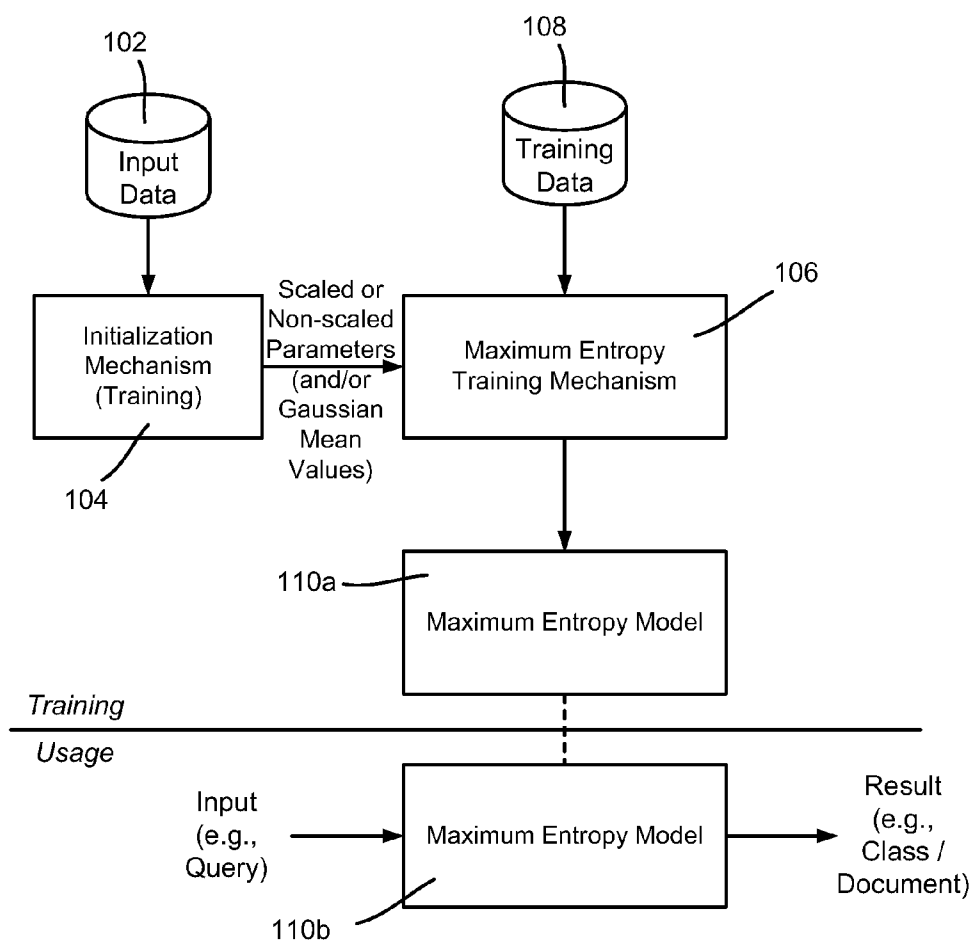 102
108
Input
Data
Training
Data
106
Initialization
Mechanism
(Training)
104
Scaled or
Non-scaled
Parameters
(and/or
Gaussian
Mean
Values)
Maximum Entropy
Training Mechanism
110a
Maximum Entropy Model
Training
Usage
Input
(e.g.,
Query)
Maximum Entropy Model
110b
Result
(e.g.,
Class /
Document)